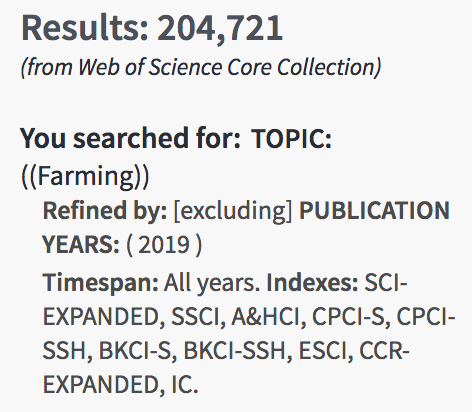 Results: 204,721
(from Web of Science Core Collection)
You searched for: TOPIC:
((Farming))
Refined by: [excluding] PUBLICATION
YEARS: ( 2019 )
Timespan: All years. Indexes: SCI-
EXPANDED, SSCI, A&HCI, CPCI-S, CPCI-
SSH, BKCI-S, BKCI-SSH, ESCI, CCR-
EXPANDED, IC.